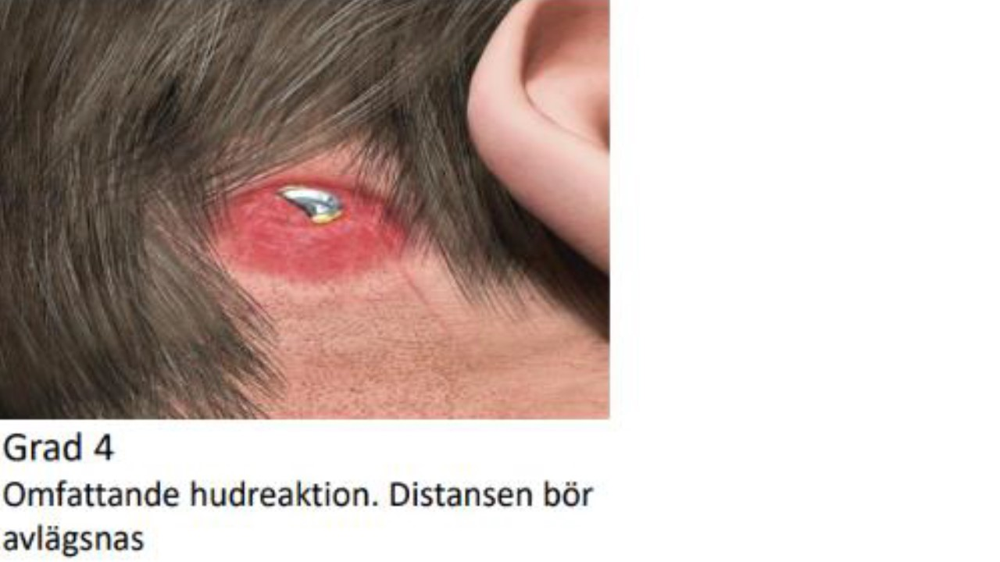 Grad 4
Omfattande hudreaktion. Distansen bör
avlägsnas